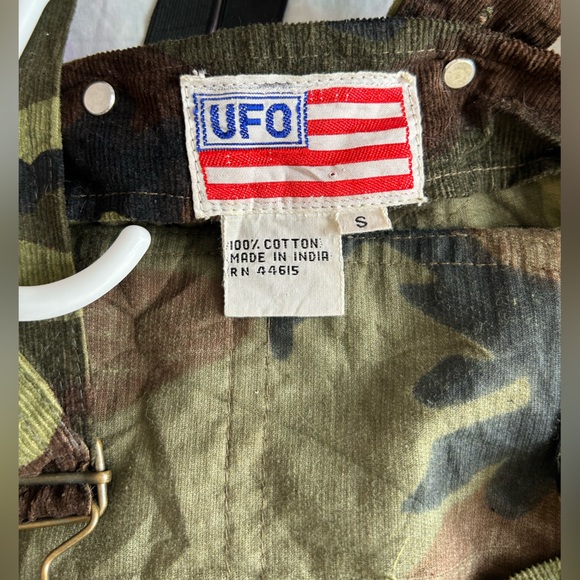 UFO
S
100% COTTON
MADE IN INDIA
RN 44615